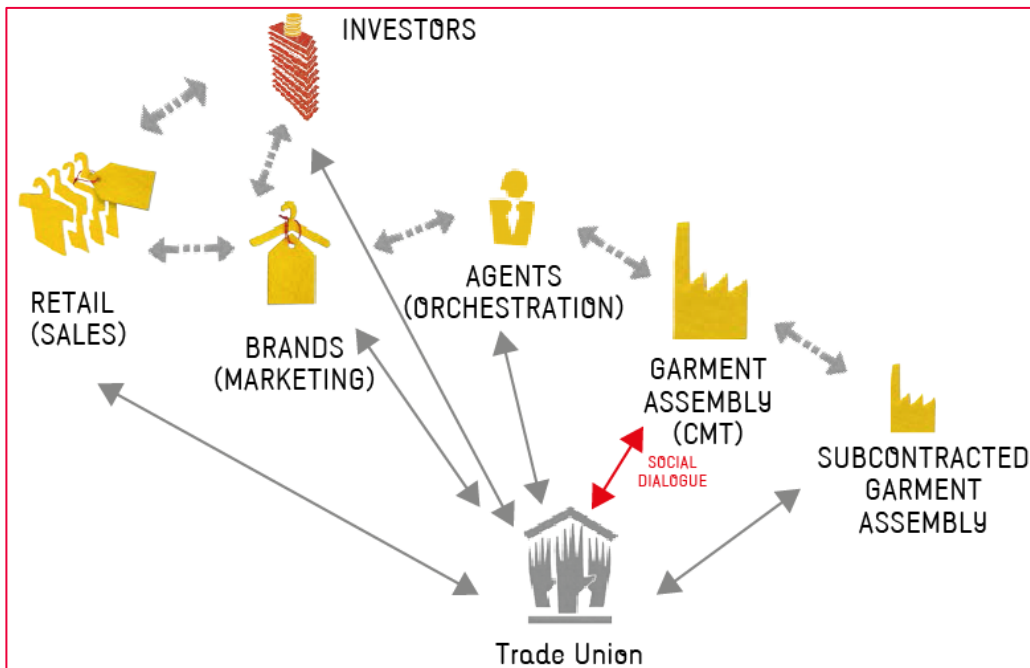 INVESTORS
RETAIL
(SALES)
BRANDS
(MARKETING)
AGENTS
(ORCHESTRATION)
GARMENT
ASSEMBLY
(CMT)
SOCIAL
DIALOGUE
SUBCONTRACTED
GARMENT
ASSEMBLY
Trade Union